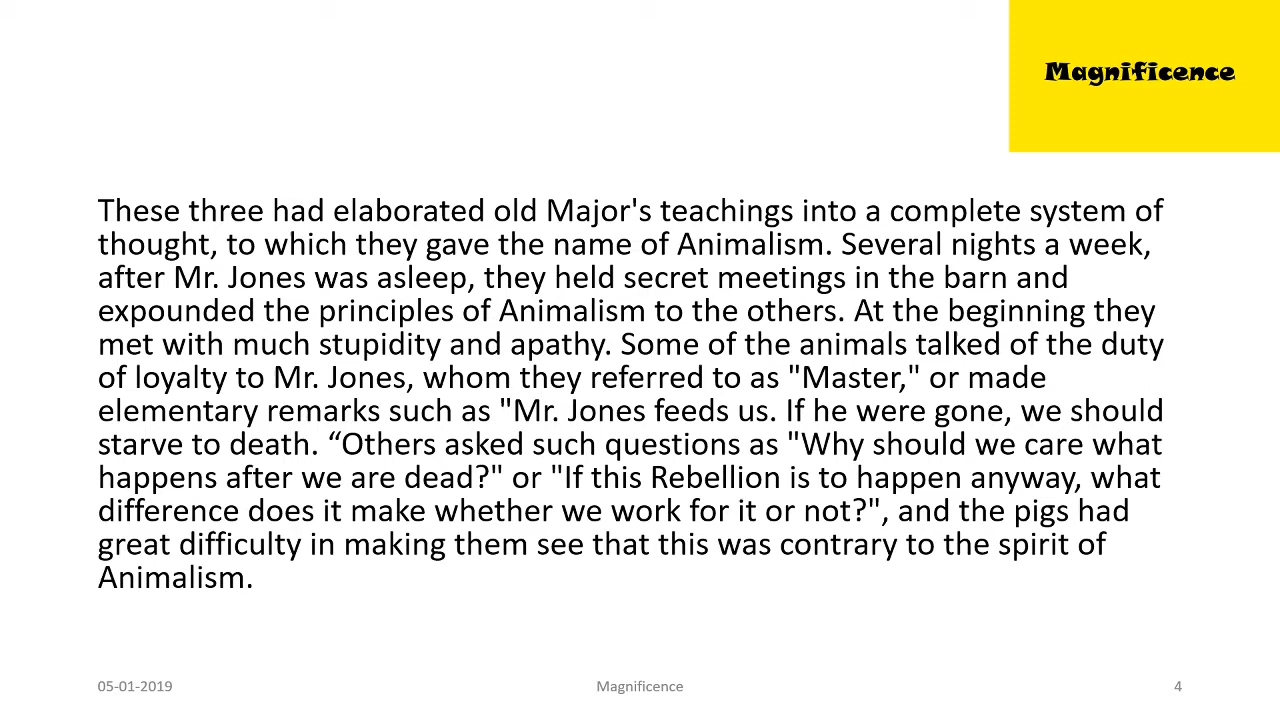 Magnificence
These three had elaborated old Major's teachings into a complete system of
thought, to which they gave the name of Animalism. Several nights a week,
after Mr. Jones was asleep, they held secret meetings in the barn and
expounded the principles of Animalism to the others. At the beginning they
met with much stupidity and apathy. Some of the animals talked of the duty
of loyalty to Mr. Jones, whom they referred to as "Master," or made
elementary remarks such as "Mr. Jones feeds us. If he were gone, we should
starve to death. “Others asked such questions as "Why should we care what
happens after we are dead?" or "If this Rebellion is to happen anyway, what
difference does it make whether we work for it or not?", and the pigs had
great difficulty in making them see that this was contrary to the spirit of
Animalism.
05-01-2019
Magnificence
4